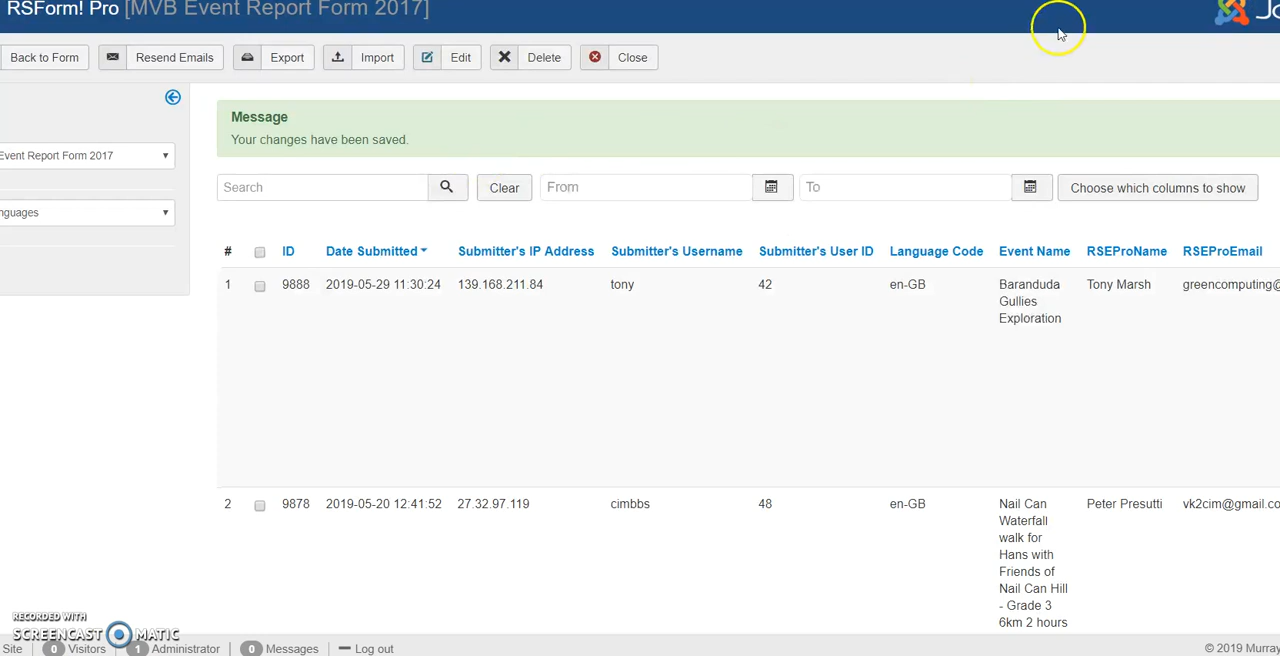 RSForm! Pro [MVB Event Report Form 2017]
Back to Form
Resend Emails
Export
Import
Edit
Delete
Close
Message
Your changes have been saved.
Event Report Form 2017
Search
Clear
From
To
Choose which columns to show
nguages
# ID Date Submitted Submitter's IP Address Submitter's Username Submitter's User ID Language Code Event Name RSEProName RSEProEmail
1 9888 2019-05-29 11:30:24 139.168.211.84 tony 42 en-GB Baranduda Tony Marsh greencomputing@
Gullies
Exploration
2 9878 2019-05-20 12:41:52 27.32.97.119 cimbbs 48 en-GB Nail Can Peter Presutti vk2cim@gmail.co
Waterfall
walk for
Hans with
Friends of
Nail Can Hill
- Grade 3
6km 2 hours
RECORDED WITH
SCREENCAST MATIC
Site 0 Visitors 1 Administrator 0 Messages Log out © 2019 Murray